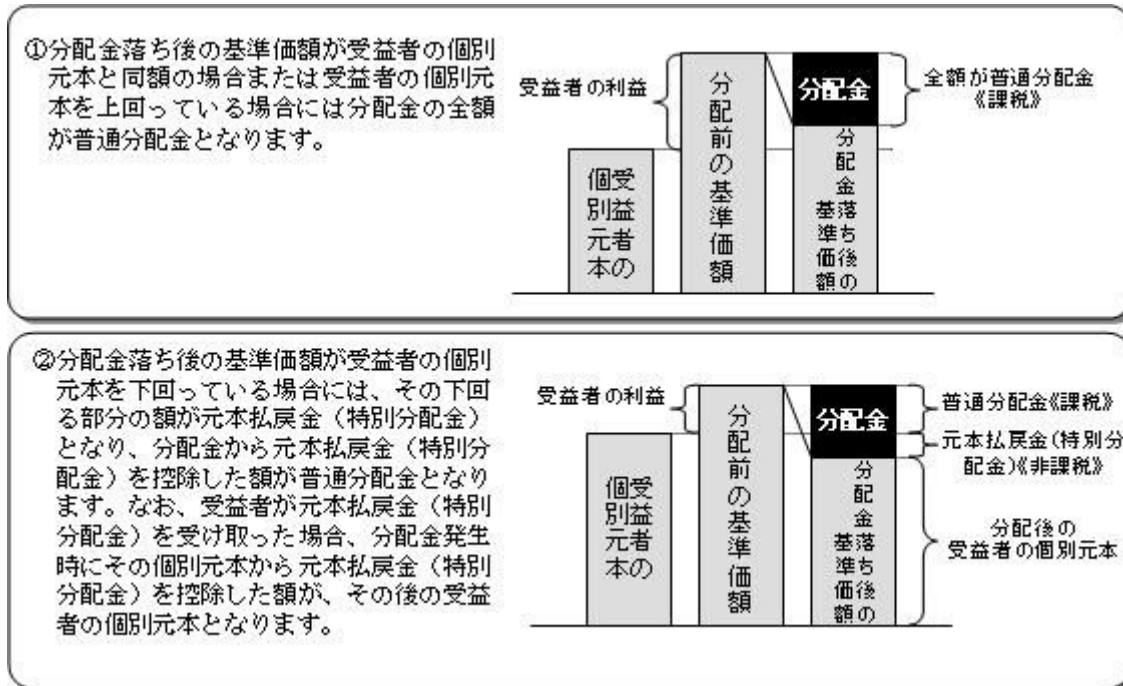 ①分配金落ち後の基準価額が受益者の個別
元本と同額の場合または受益者の個別元
本を上回っている場合には分配金の全額
が普通分配金となります。
受益者の利益
個別元本
受益者の
分配前の基準価額
分配金
分配金落ち後の
基準価額
全額が普通分配金
《課税》
②分配金落ち後の基準価額が受益者の個別
元本を下回っている場合には、その下回
る部分の額が元本払戻金（特別分配金）
となり、分配金から元本払戻金（特別分
配金）を控除した額が普通分配金となり
ます。なお、受益者が元本払戻金（特別
分配金）を受け取った場合、分配金発生
時にその個別元本から元本払戻金（特別
分配金）を控除した額が、その後の受益
者の個別元本となります。
受益者の利益
受益者の
個別元本
分配前の基準価額
分配金
分配金落ち後の
基準価額
普通分配金《課税》
元本払戻金(特別分
配金)《非課税》
分配後の
受益者の個別元本